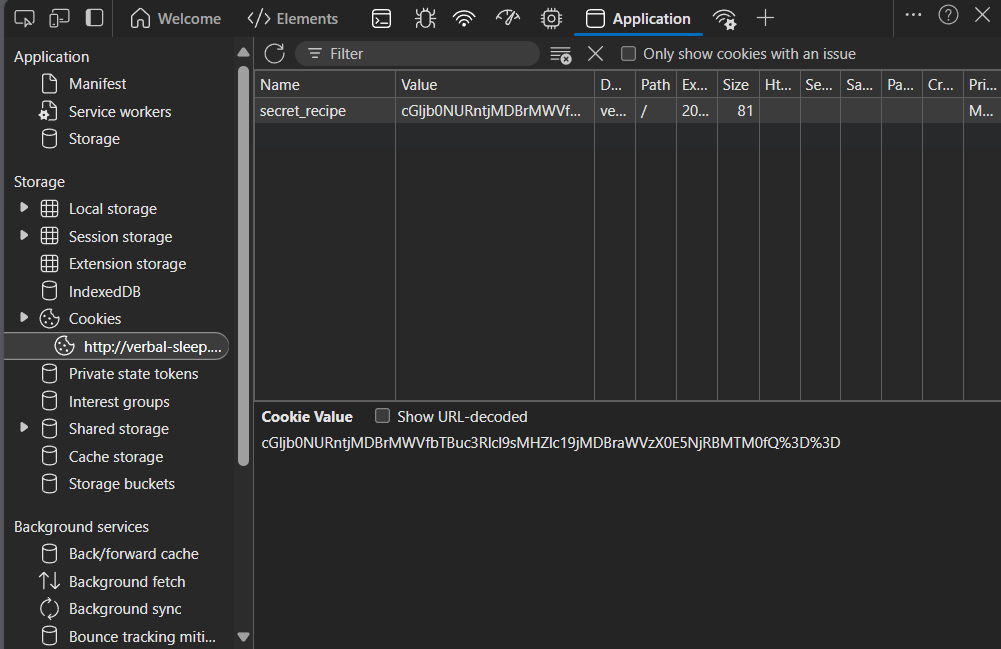 Welcome
Elements
Application
Application
Manifest
Service workers
Storage
Storage
Local storage
Session storage
Extension storage
IndexedDB
Cookies
http://verbal-sleep....
Private state tokens
Interest groups
Shared storage
Cache storage
Storage buckets
Background services
Back/forward cache
Background fetch
Background sync
Bounce tracking miti...
Filter
Only show cookies with an issue
Name Value D... Path Ex... Size Ht... Se... Sa... Pa... Cr... Pri...
secret_recipe cGljb0NURntjMDBrMWVf... ve... / 20... 81 M...
Cookie Value Show URL-decoded
cGljb0NURntjMDBrMWVfbTBuc3Rlcl9sMHZlc19jMDBraWVzX0E5NjRBMTM0fQ%3D%3D